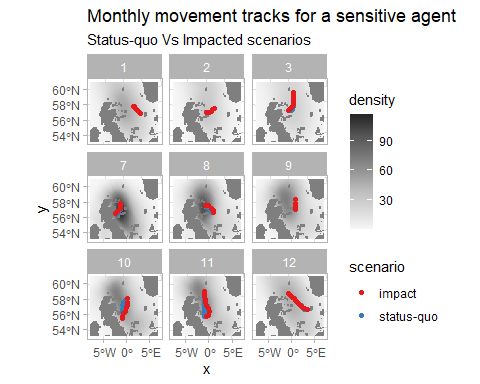 Monthly movement tracks for a sensitive agent
Status-quo Vs Impacted scenarios
1 2 3
60°N
58°N
56°N
54°N
7 8 9
60°N
58°N
56°N
54°N
10 11 12
60°N
58°N
56°N
54°N
5°W 0° 5°E 5°W 0° 5°E 5°W 0° 5°E
x
y
density
90
60
30
scenario
impact
status-quo